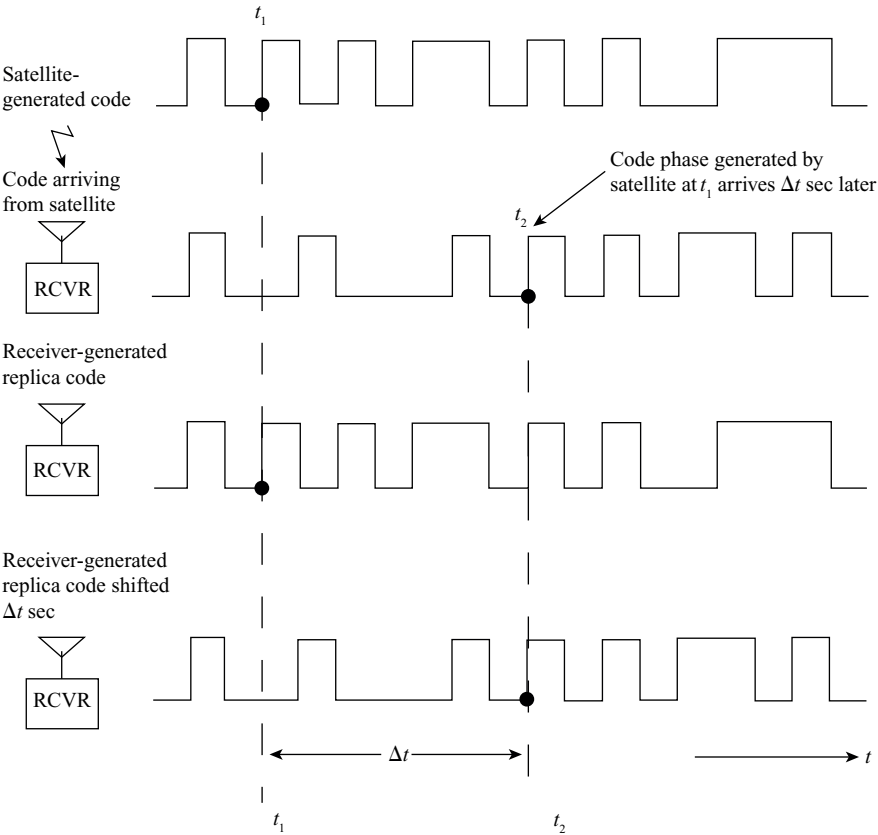 t1
Satellite-
generated code
Code arriving
from satellite
Code phase generated by
satellite at t1 arrives Δt sec later
t2
RCVR
Receiver-generated
replica code
RCVR
Receiver-generated
replica code shifted
Δt sec
RCVR
Δt
t
t1
t2